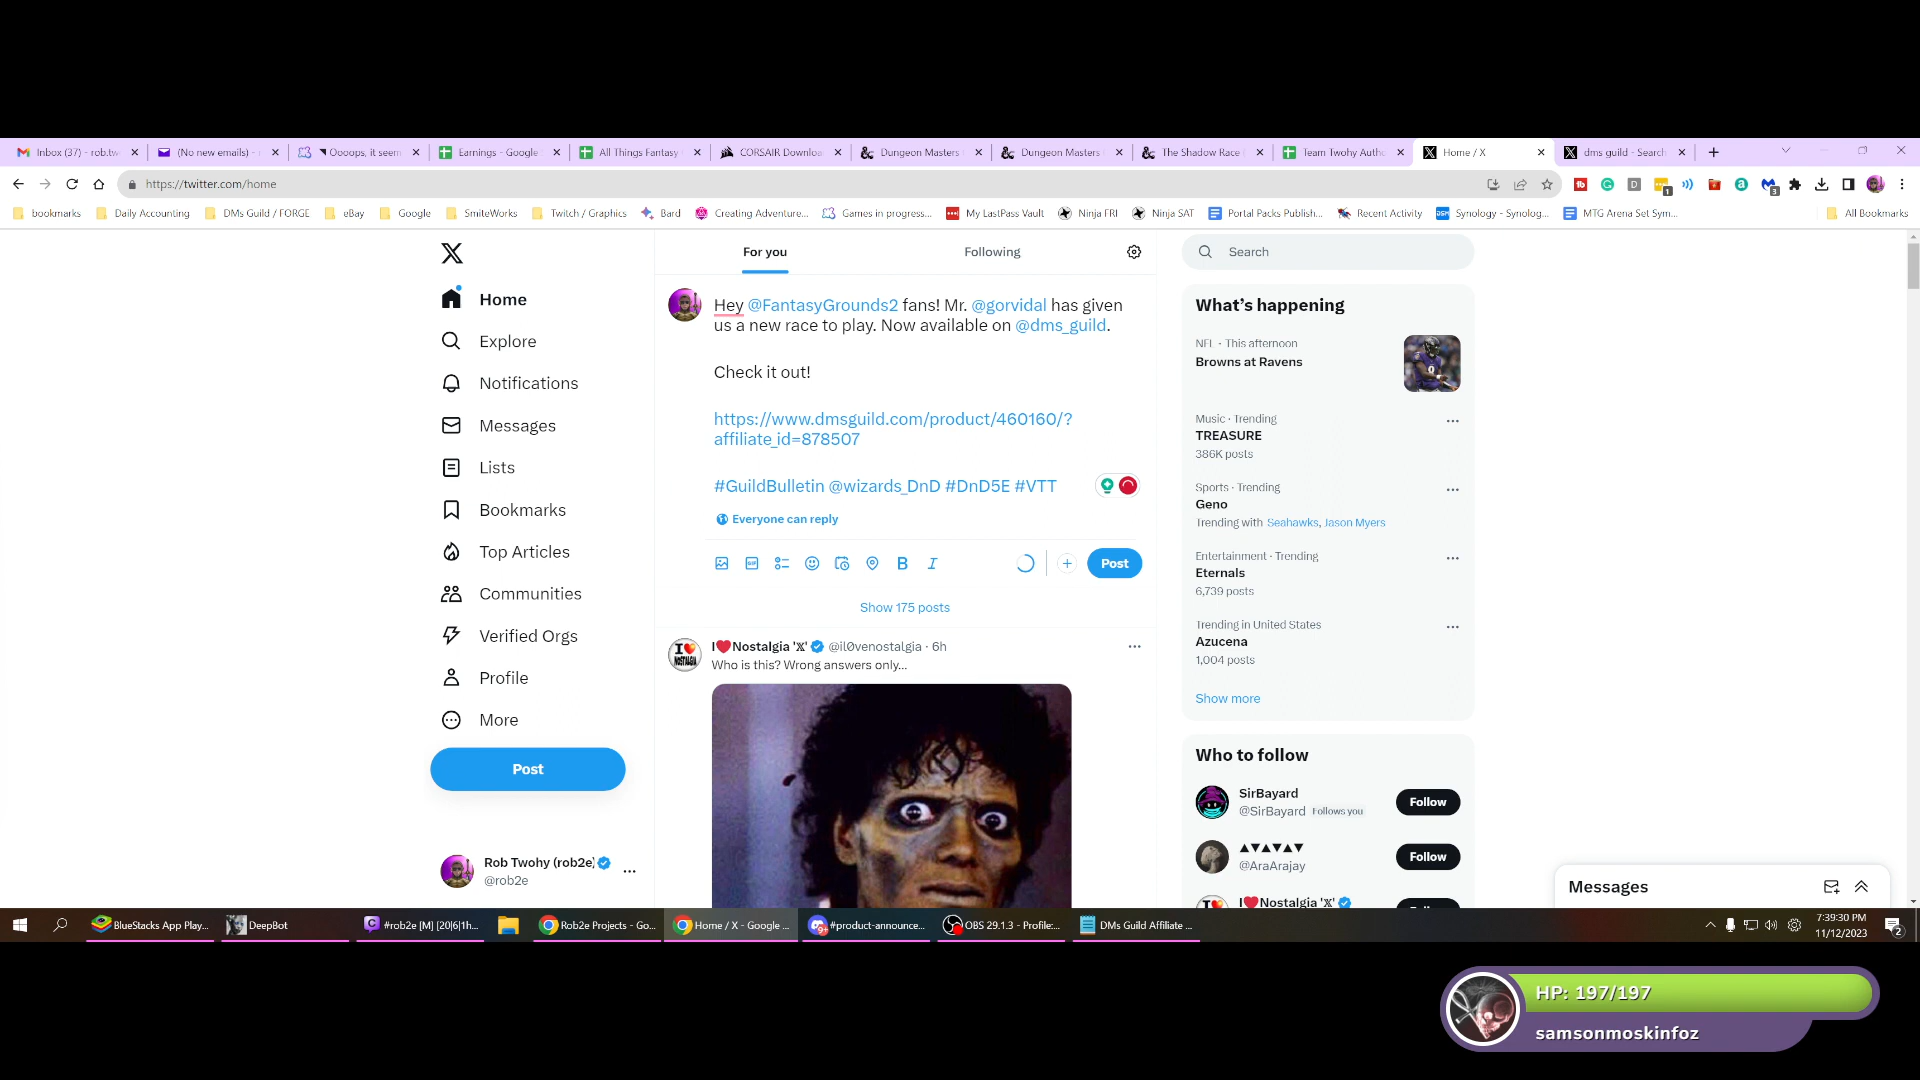 Inbox (37) - rob.tw
(No new emails) -
Oooops, it seem
Earnings - Google
All Things Fantasy
CORSAIR Downloa
Dungeon Masters
Dungeon Masters
The Shadow Race
Team Twohy Auth
Home / X
dms guild - Search
https://twitter.com/home
bookmarks
Daily Accounting
DMs Guild / FORGE
eBay
Google
SmiteWorks
Twitch / Graphics
Bard
Creating Adventure...
Games in progress...
My LastPass Vault
Ninja FRI
Ninja SAT
Portal Packs Publish...
Recent Activity
Synology - Synolog...
MTG Arena Set Sym...
All Bookmarks
Home
Explore
Notifications
Messages
Lists
Bookmarks
Top Articles
Communities
Verified Orgs
Profile
More
Post
Rob Twohy (rob2e)
@rob2e
For you
Following
Hey @FantasyGrounds2 fans! Mr. @gorvidal has given
us a new race to play. Now available on @dms_guild.
Check it out!
https://www.dmsguild.com/product/460160/?
affiliate_id=878507
#GuildBulletin @wizards_DnD #DnD5E #VTT
Everyone can reply
GIF
B I
Post
Show 175 posts
I❤️Nostalgia '𝕏' @il0venostalgia · 6h
Who is this? Wrong answers only...
I ❤️
NOSTALGIA
Search
What's happening
NFL · This afternoon
Browns at Ravens
Music · Trending
TREASURE
386K posts
Sports · Trending
Geno
Trending with Seahawks, Jason Myers
Entertainment · Trending
Eternals
6,739 posts
Trending in United States
Azucena
1,004 posts
Show more
Who to follow
SirBayard
@SirBayard Follows you
Follow
▲▼▲▼▲▼
@AraArajay
Follow
I❤️Nostalgia '𝕏'
Messages
BlueStacks App Play...
DeepBot
#rob2e [M] [20|6|1h...
Rob2e Projects - Go...
Home / X - Google ...
#product-announce...
OBS 29.1.3 - Profile:...
DMs Guild Affiliate ...
7:39:30 PM
11/12/2023
2
HP: 197/197
samsonmoskinfoz